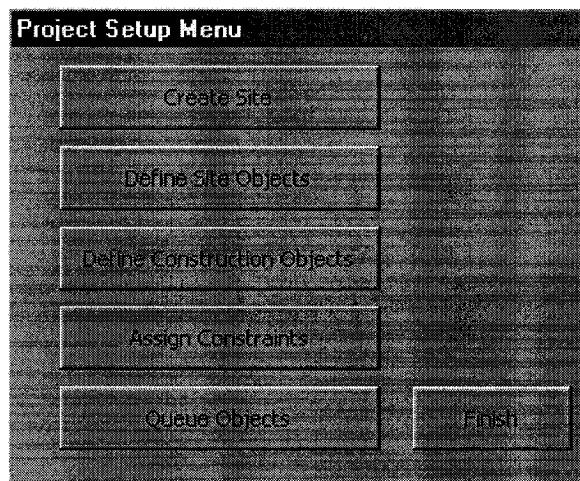 Project Setup Menu
Create Site
Define Site Objects
Define Construction Objects
Assign Constraints
Queue Objects
Finish